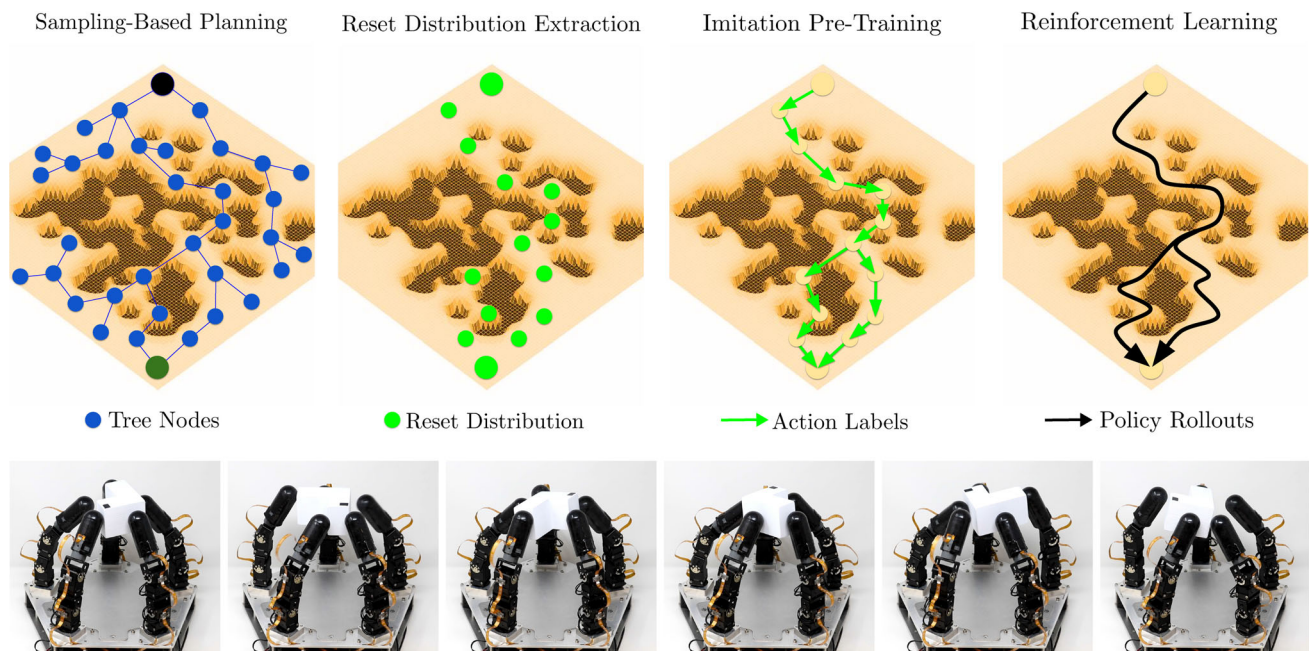 Sampling-Based Planning
Reset Distribution Extraction
Imitation Pre-Training
Reinforcement Learning
Tree Nodes
Reset Distribution
Action Labels
Policy Rollouts